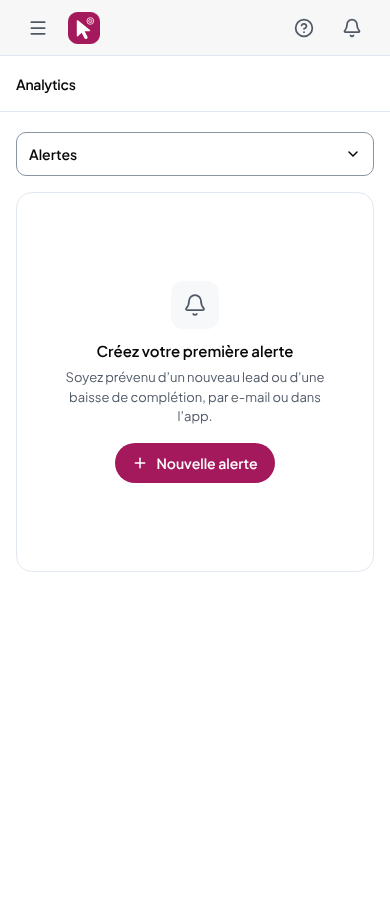 Analytics
Alertes
Créez votre première alerte
Soyez prévenu d'un nouveau lead ou d'une
baisse de complétion, par e-mail ou dans
l'app.
Nouvelle alerte